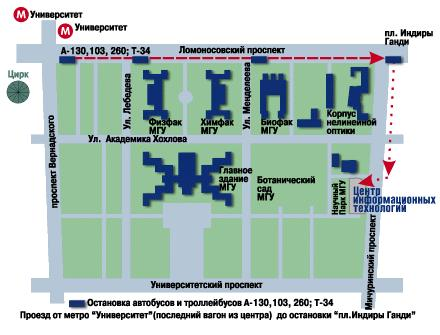 М Университет
М Университет
пл. Индиры
Ганди
А-130,103, 260; Т-34
Ломоносовский проспект
Цирк
Ул. Лебедева
Ул. Менделеева
Физфак
МГУ
Химфак
МГУ
Биофак
МГУ
Корпус
нелинейной
оптики
проспект Вернадского
Ул. Академика Хохлова
Главное
здание
МГУ
Ботанический
сад
МГУ
Научный
Парк МГУ
Центр
информационных
технологий
Мичуринский проспект
Университетский проспект
Остановка автобусов и троллейбусов А-130,103, 260; Т-34
Проезд от метро "Университет"(последний вагон из центра) до остановки "пл.Индиры Ганди"